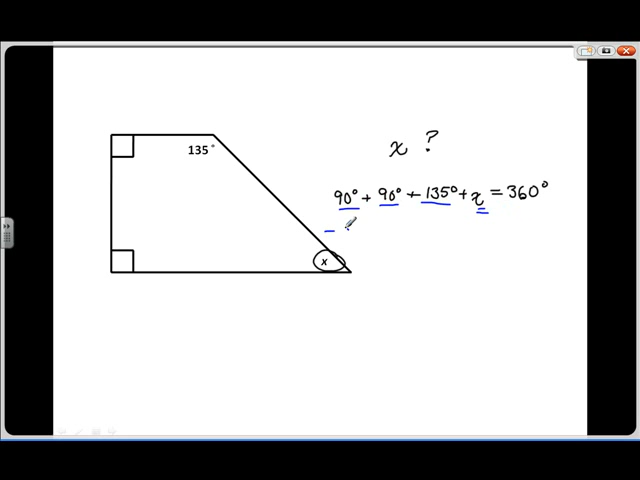 x ?
135°
90° + 90° + 135° + x = 360°
-
x